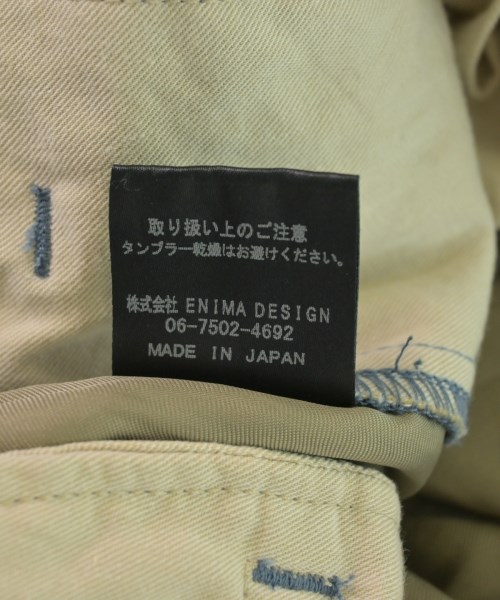 取り扱い上のご注意
タンブラー乾燥はお避けください。
株式会社 ENIMA DESIGN
06-7502-4692
MADE IN JAPAN